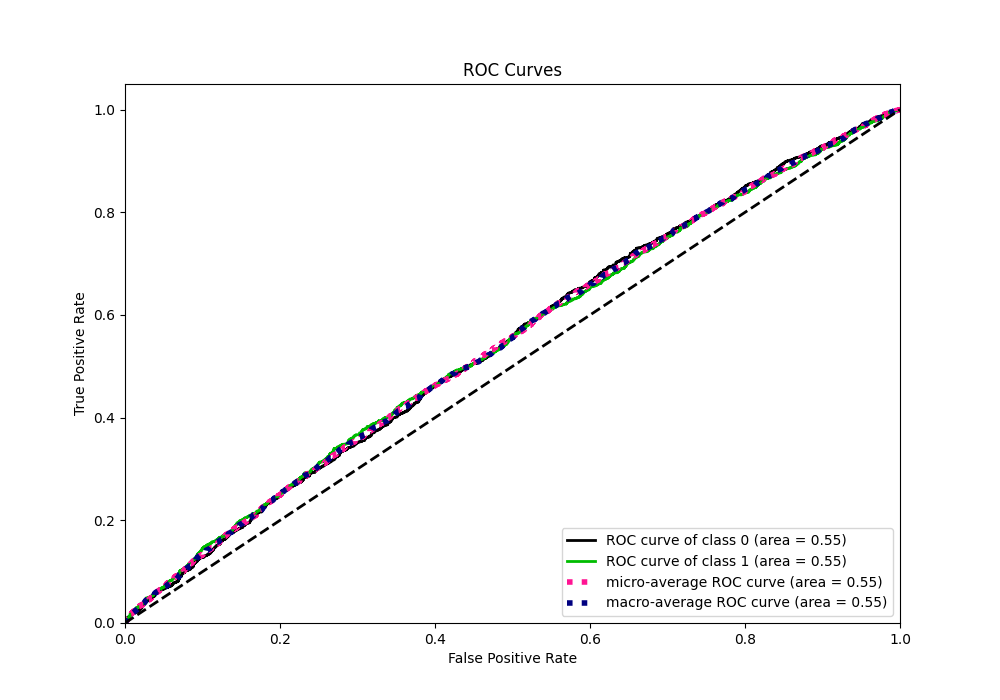 ROC Curves
True Positive Rate
1.0
0.8
0.6
0.4
0.2
0.0
ROC curve of class 0 (area = 0.55)
ROC curve of class 1 (area = 0.55)
micro-average ROC curve (area = 0.55)
macro-average ROC curve (area = 0.55)
0.0 0.2 0.4 0.6 0.8 1.0
False Positive Rate